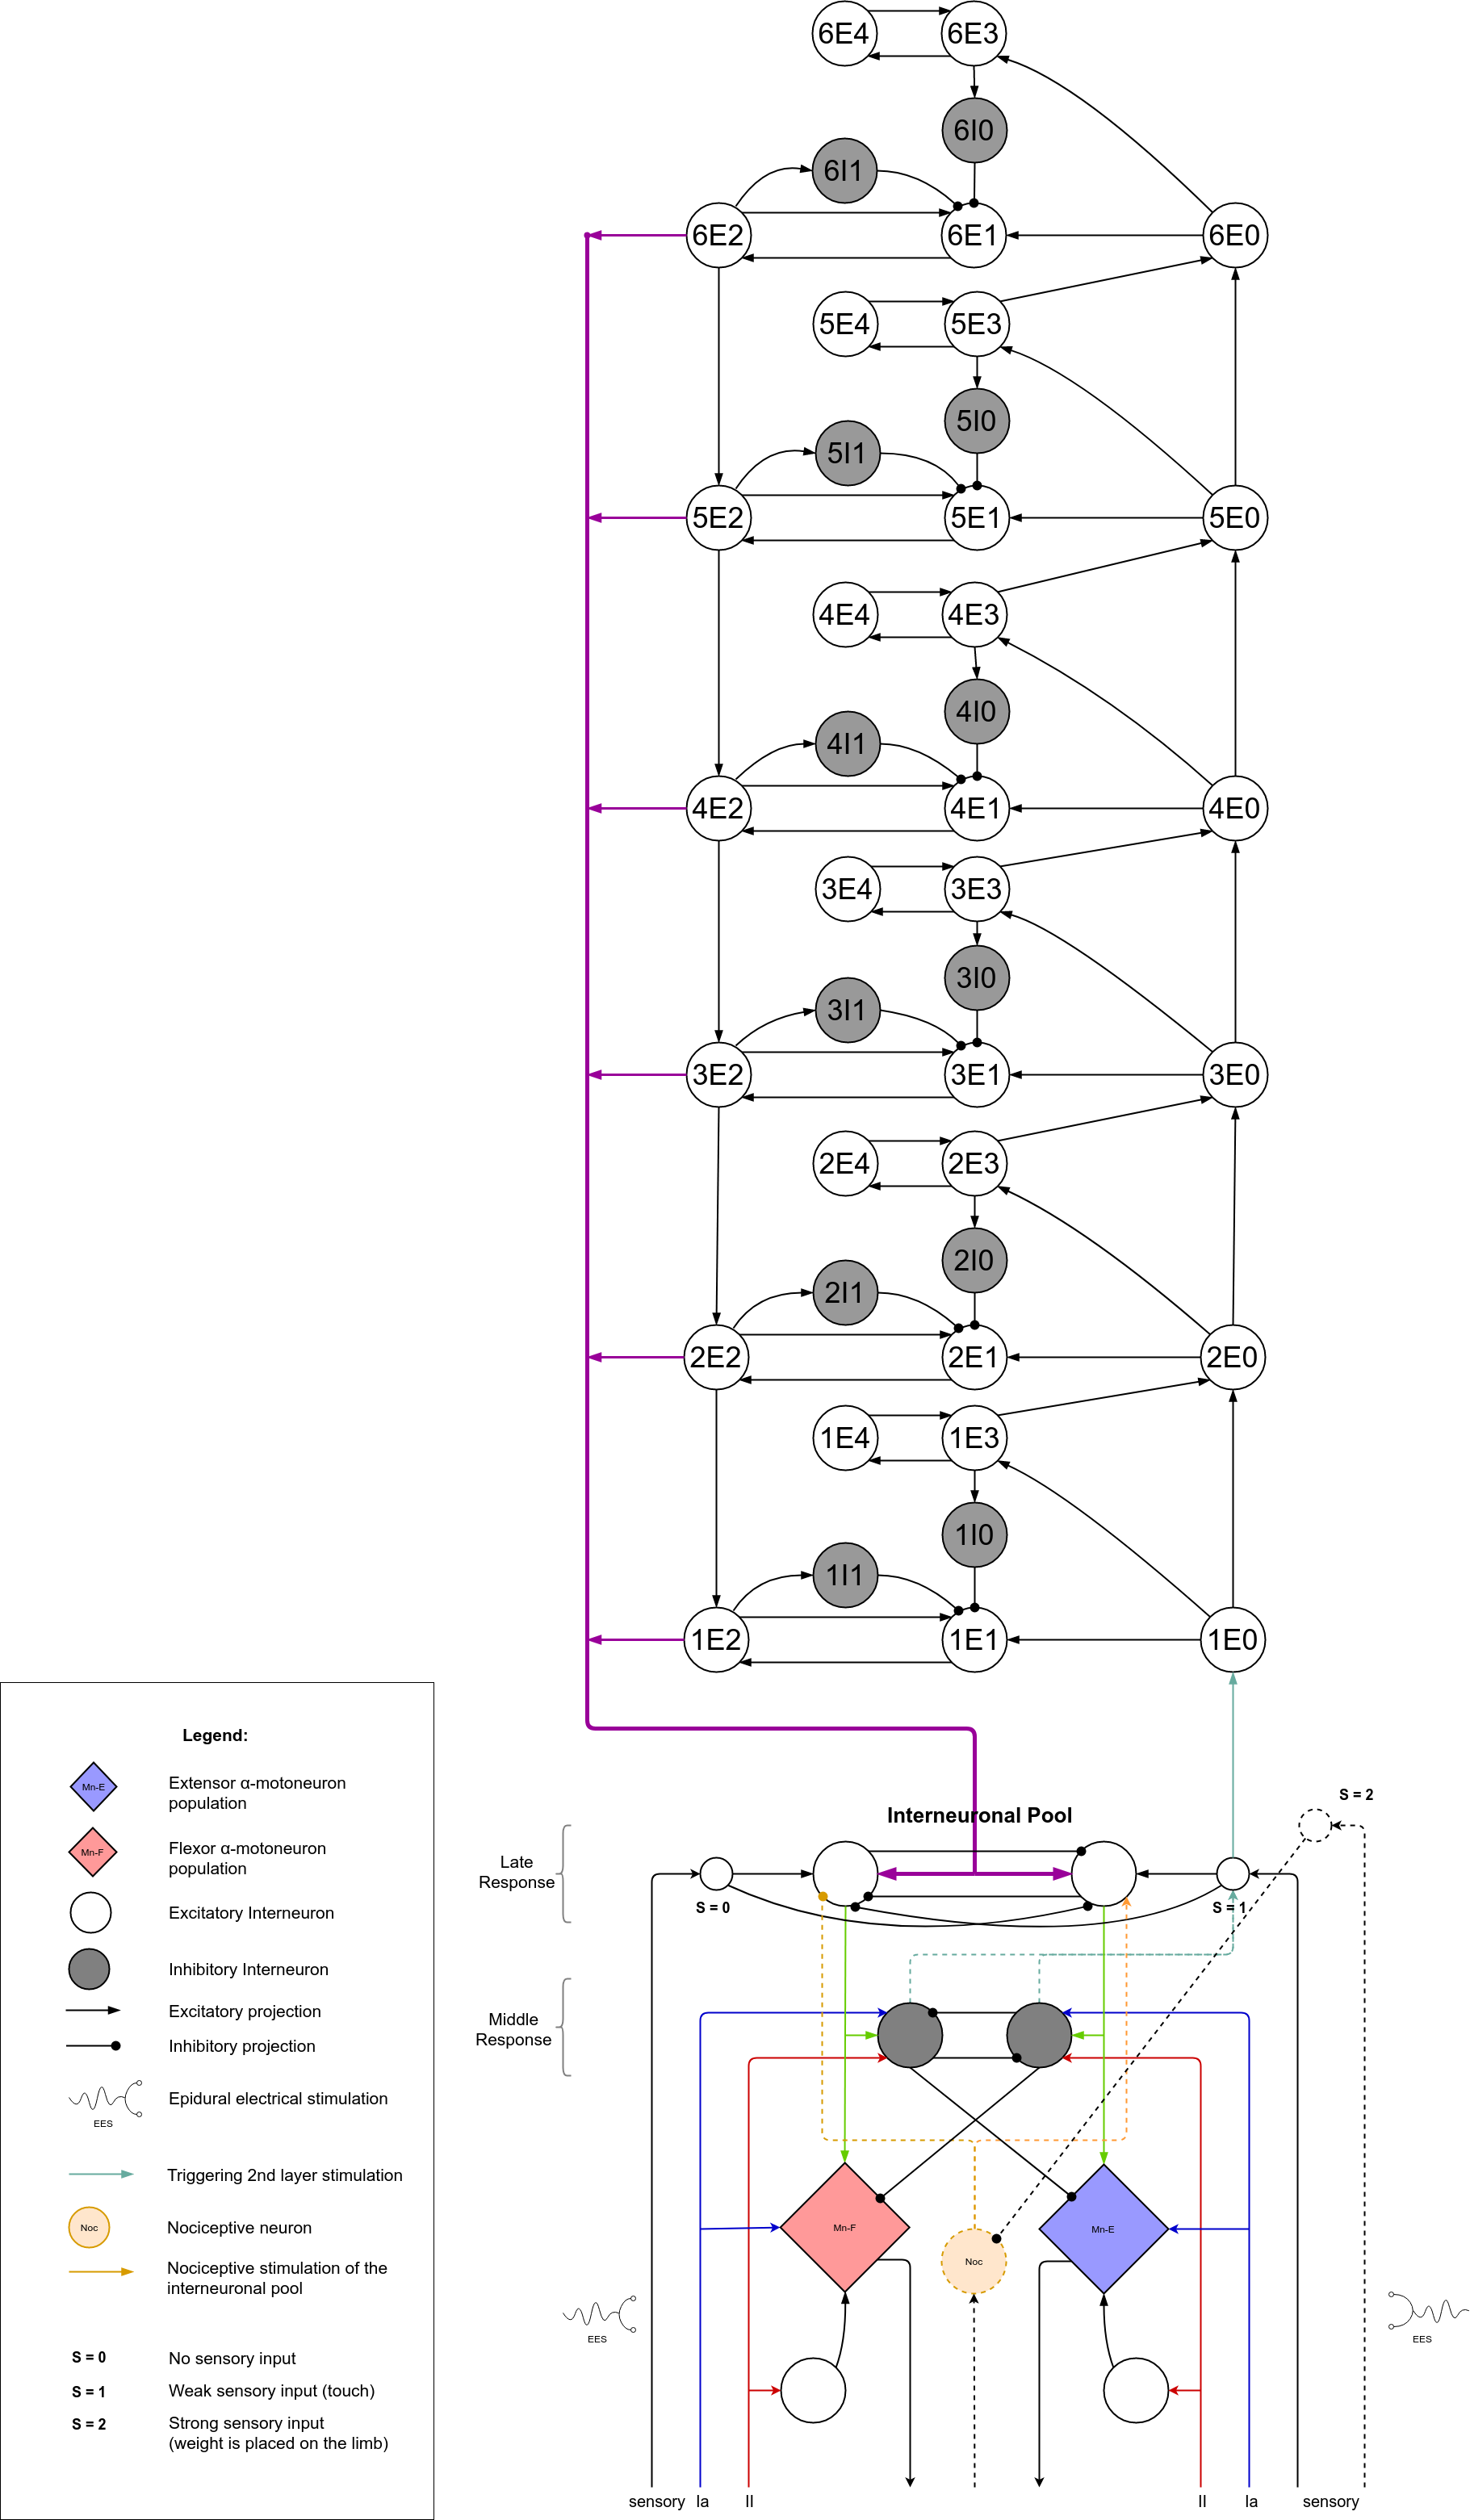 6E4 6E3
6I0
6I1
6E2 6E1 6E0
5E4 5E3
5I0
5I1
5E2 5E1 5E0
4E4 4E3
4I0
4I1
4E2 4E1 4E0
3E4 3E3
3I0
3I1
3E2 3E1 3E0
2E4 2E3
2I0
2I1
2E2 2E1 2E0
1E4 1E3
1I0
1I1
1E2 1E1 1E0
Legend:
Mn-E
Extensor α-motoneuron
population
Mn-F
Flexor α-motoneuron
population
Excitatory Interneuron
Inhibitory Interneuron
Excitatory projection
Inhibitory projection
Epidural electrical stimulation
EES
Triggering 2nd layer stimulation
Noc
Nociceptive neuron
Nociceptive stimulation of the
interneuronal pool
S = 0 No sensory input
S = 1 Weak sensory input (touch)
S = 2 Strong sensory input
(weight is placed on the limb)
S = 2
Interneuronal Pool
Late
Response
S = 0
S = 1
Middle
Response
Mn-F
Mn-E
Noc
EES
EES
sensory Ia II
II Ia sensory